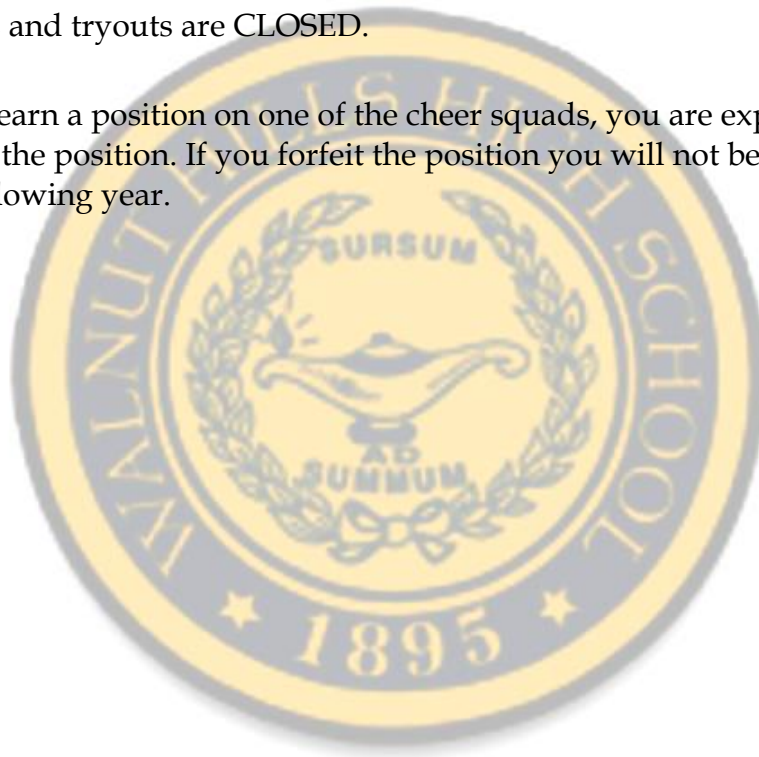 and tryouts are CLOSED.
earn a position on one of the cheer squads, you are exp
the position. If you forfeit the position you will not be
lowing year.
WALNUT HILLS HIGH SCHOOL
SURSUM
AD
SUMMUM
1895